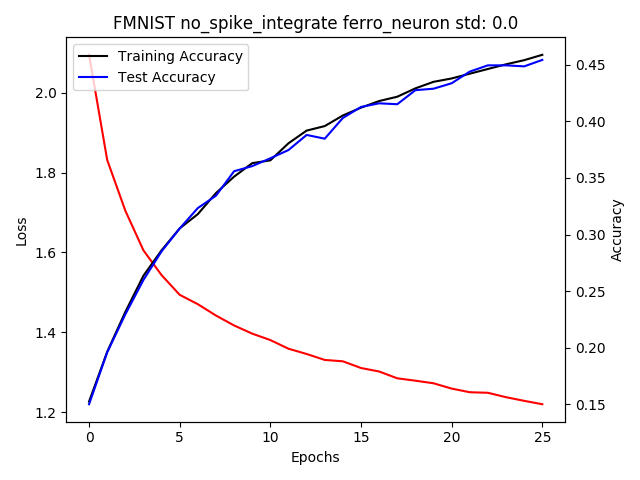 FMNIST no_spike_integrate ferro_neuron std: 0.0
Training Accuracy
Test Accuracy
2.0
1.8
1.6
1.4
1.2
Loss
0.45
0.40
0.35
0.30
0.25
0.20
0.15
Accuracy
0 5 10 15 20 25
Epochs